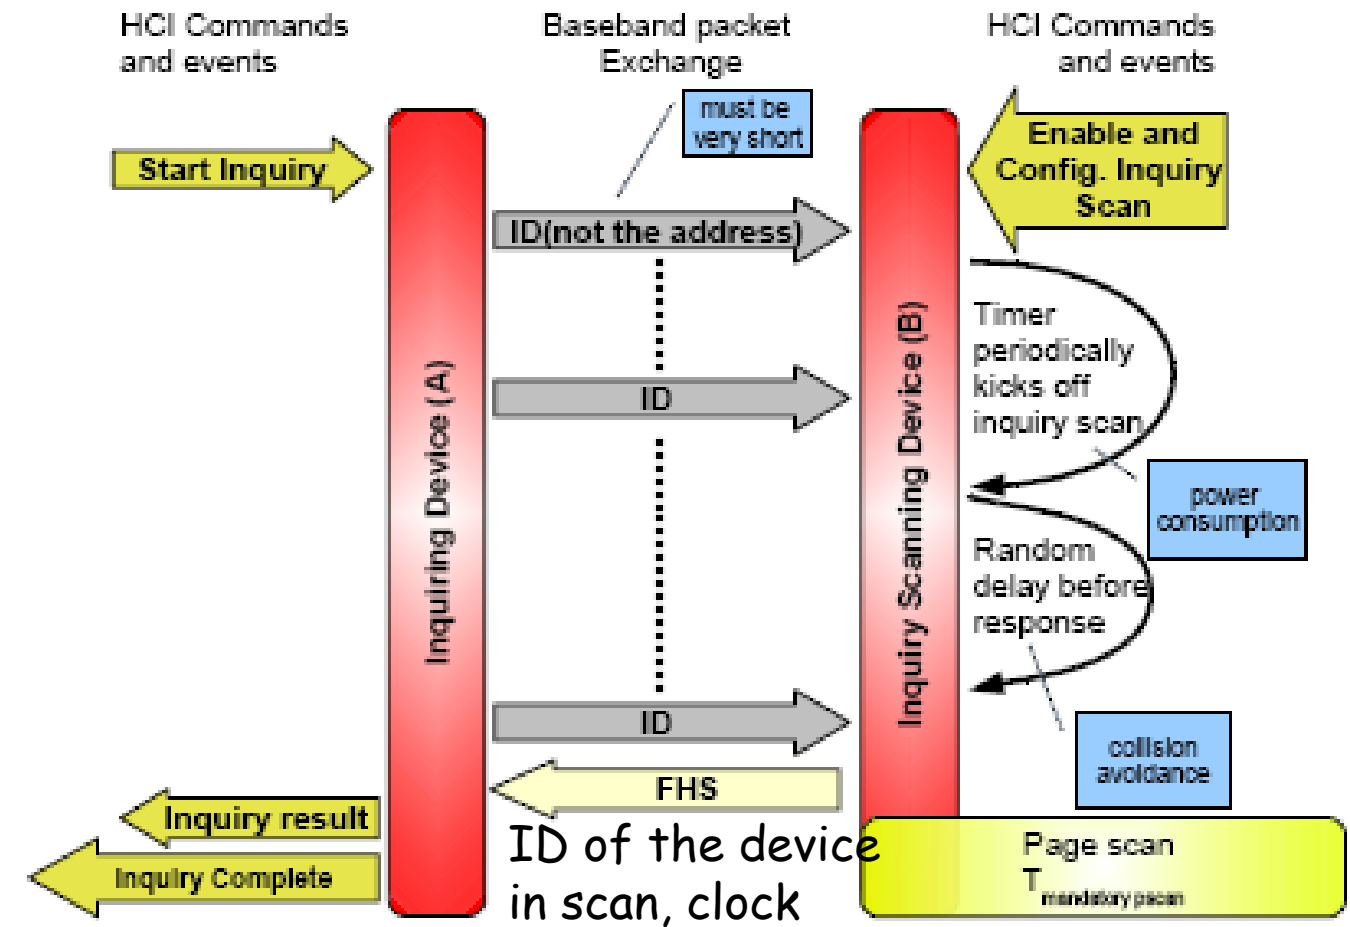 HCI Commands
and events
Baseband packet
Exchange
HCI Commands
and events
must be
very short
Start Inquiry
Enable and
Config. Inquiry
Scan
ID(not the address)
Timer
periodically
kicks off
inquiry scan
ID
Inquiring Device (A)
Inquiry Scanning Device (B)
power
consumption
Random
delay before
response
ID
collision
avoidance
FHS
Inquiry result
ID of the device
in scan, clock
Inquiry Complete
Page scan
T mandatory pscan